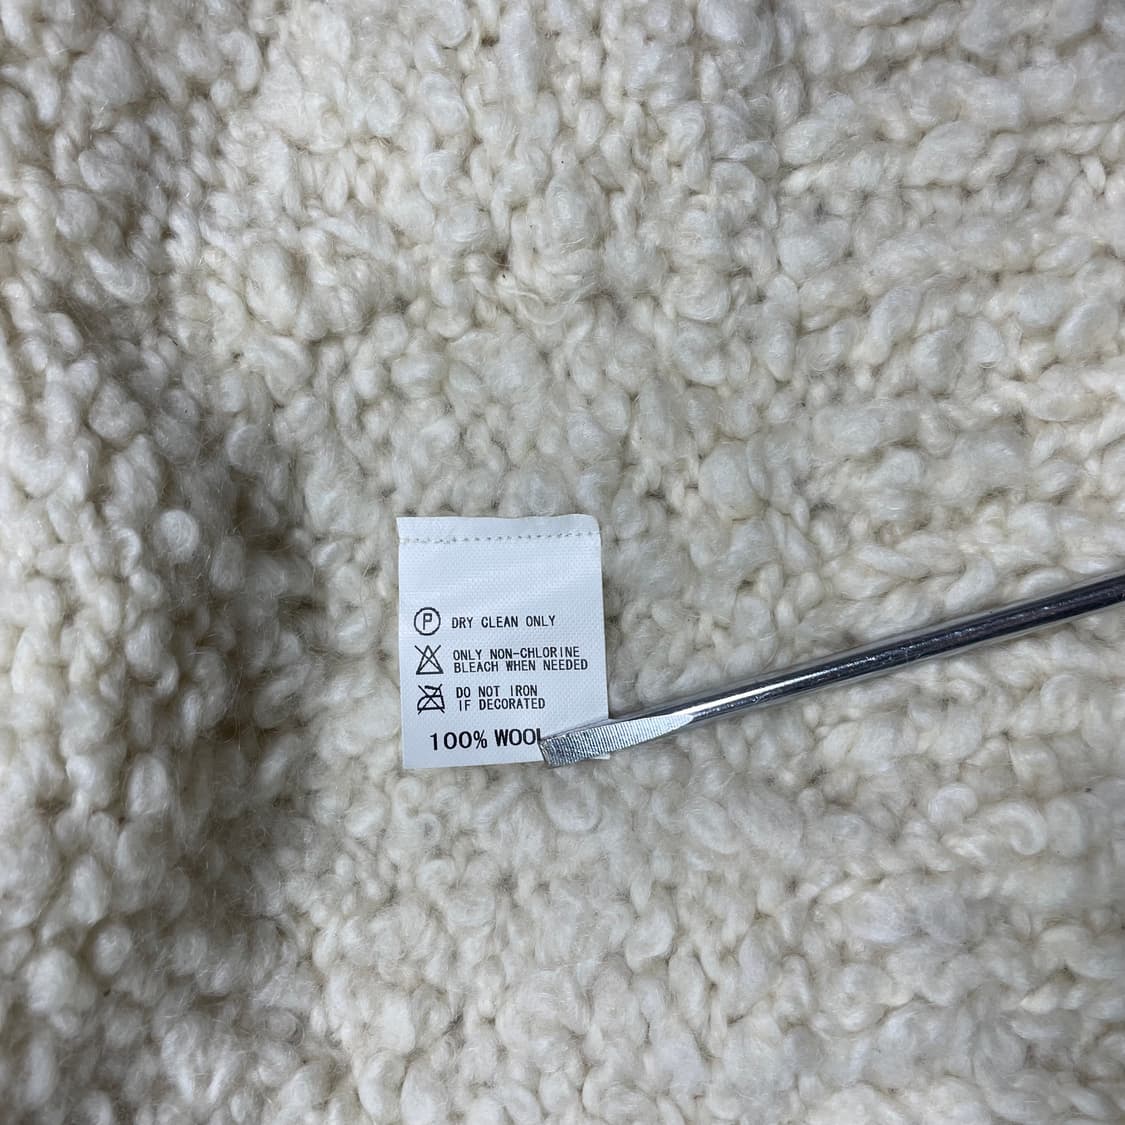 P DRY CLEAN ONLY
ONLY NON-CHLORINE
BLEACH WHEN NEEDED
DO NOT IRON
IF DECORATED
100% WOOL